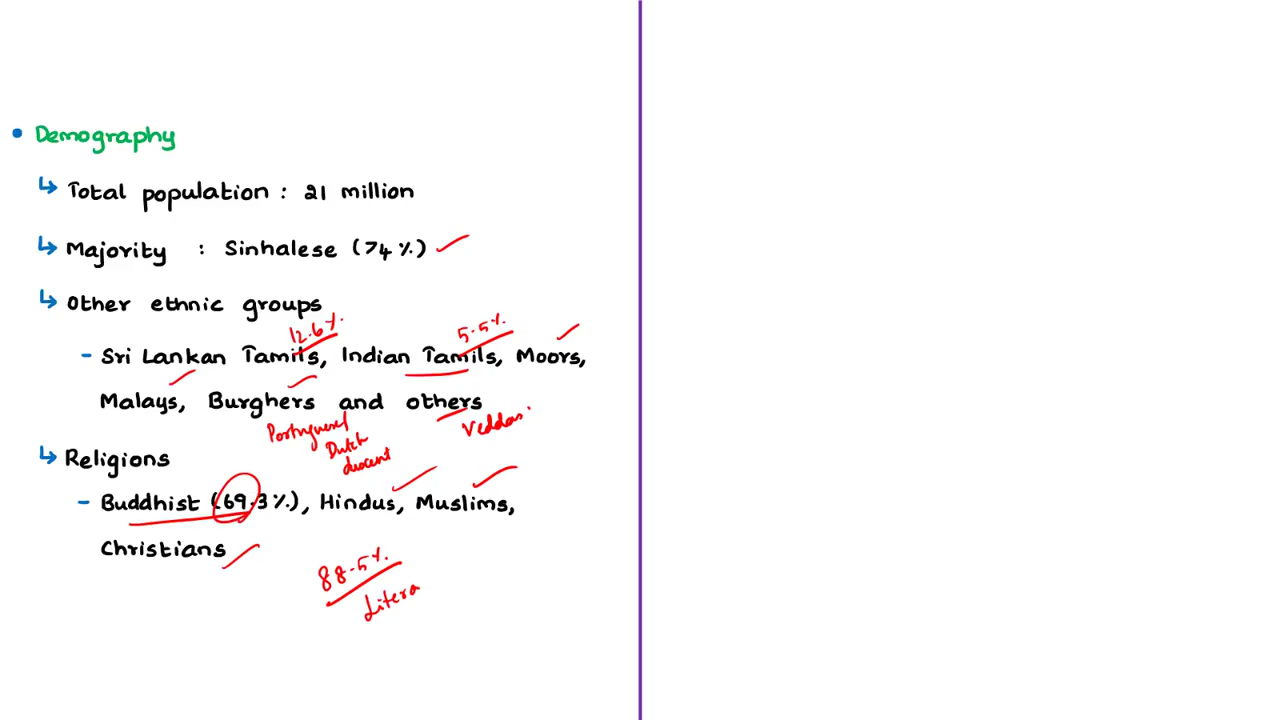 • Demography
↳ Total population : 21 million
↳ Majority : Sinhalese (74%)
↳ Other ethnic groups
12.6% 5.5%
- Sri Lankan Tamils, Indian Tamils, Moors,
Malays, Burghers and others
Portuguese/ Veddas
Dutch
descent
↳ Religions
- Buddhist (69.3%), Hindus, Muslims,
Christians
88.5%
Litera